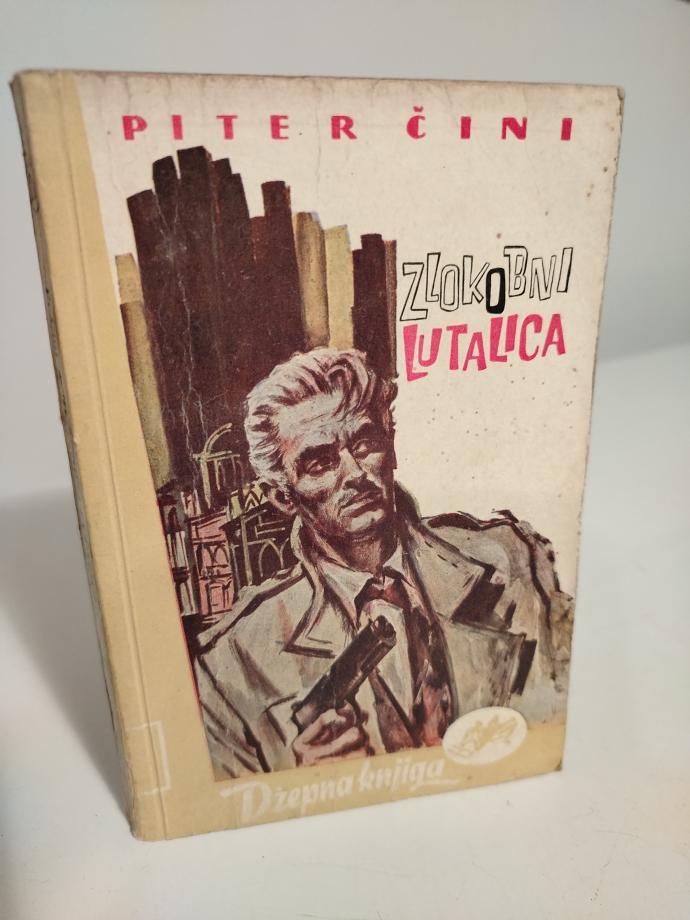 PITER ČINI
ZLOKOBNI
LUTALICA
Džepna knjiga